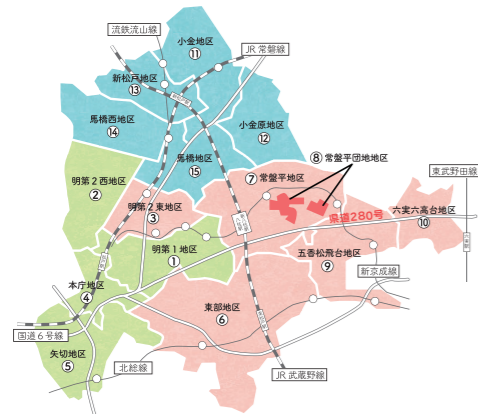 流鉄流山線
小金地区
⑪
JR常磐線
新松戸地区
⑬
小金原地区
⑫
馬橋西地区
⑭
馬橋地区
⑮
⑧ 常盤平団地地区
⑦ 常盤平地区
東武野田線
明第2西地区
②
明第2東地区
③
県道280号
六実六高台地区
⑩
明第1地区
①
五香松飛台地区
⑨
新京成線
本庁地区
④
東部地区
⑥
国道6号線
矢切地区
⑤
北総線
JR武蔵野線